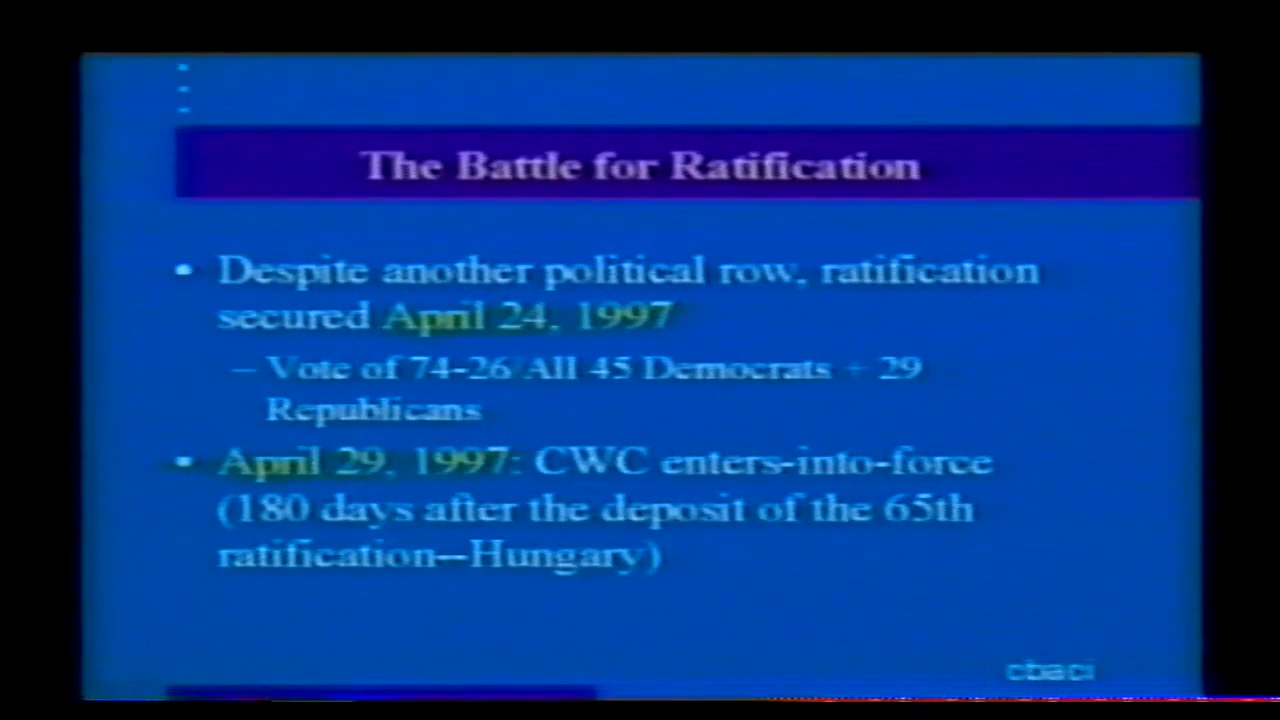 The Battle for Ratification
• Despite another political row, ratification
secured April 24, 1997
– Vote of 74-26/All 45 Democrats + 29
Republicans
• April 29, 1997: CWC enters-into-force
(180 days after the deposit of the 65th
ratification--Hungary)
cbaci